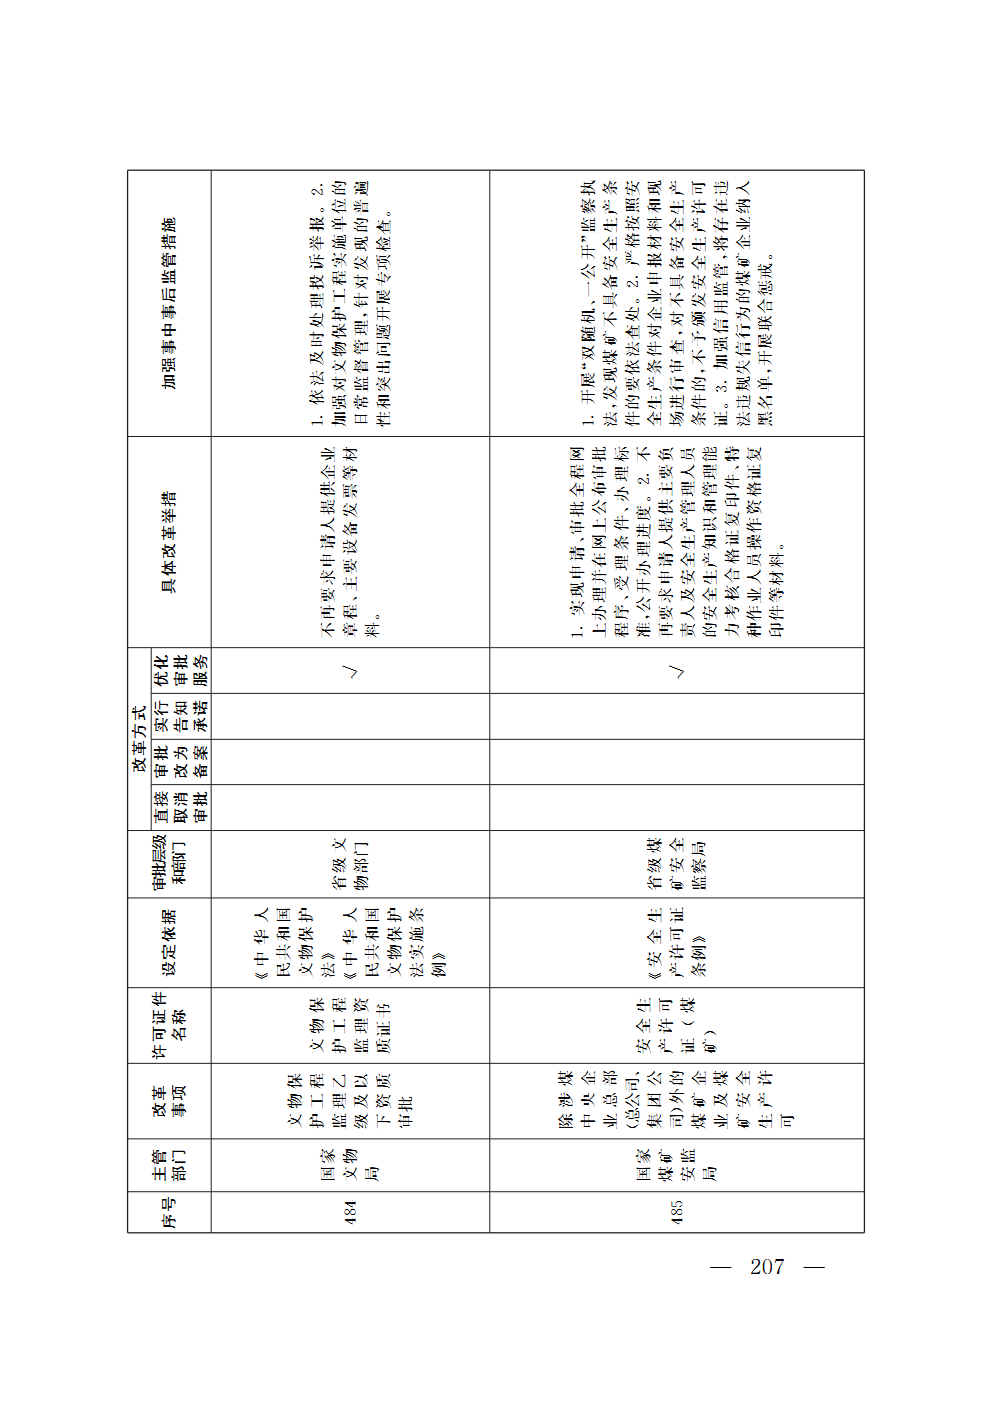 序号
主管
部门
改革
事项
许可证件
名称
设定依据
审批层级
和部门
改革方式
直接
取消
审批
审批
改为
备案
实行
告知
承诺
优化
审批
服务
具体改革举措
加强事中事后监管措施
484
国家
文物
局
文物保
护工程
监理乙
级及以
下资质
审批
文物保
护工程
监理资
质证书
《中华人
民共和国
文物保护
法》
《中华人
民共和国
文物保护
法实施条
例》
省级文
物部门
√
不再要求申请人提供企业
章程、主要设备发票等材
料。
1. 依法及时处理投诉举报。2.
加强对文物保护工程实施单位的
日常监督管理,针对发现的普遍
性和突出问题开展专项检查。
485
国家
煤矿
安监
局
除涉煤
中央企
业总部
(总公司、
集团公
司)外的
煤矿企
业及煤
矿安全
生产许
可
安全生
产许可
证（煤
矿）
《安全生
产许可证
条例》
省级煤
矿安全
监察局
√
1. 实现申请、审批全程网
上办理并在网上公布审批
程序、受理条件、办理标
准,公开办理进度。2. 不
再要求申请人提供主要负
责人及安全生产管理人员
的安全生产知识和管理能
力考核合格证复印件、特
种作业人员操作资格证复
印件等材料。
1. 开展“双随机、一公开”监察执
法,发现煤矿不具备安全生产条
件的要依法查处。2. 严格按照安
全生产条件对企业申报材料和现
场进行审查,对不具备安全生产
条件的,不予颁发安全生产许可
证。3. 加强信用监管,将存在违
法违规失信行为的煤矿企业纳入
黑名单,开展联合惩戒。
— 207 —